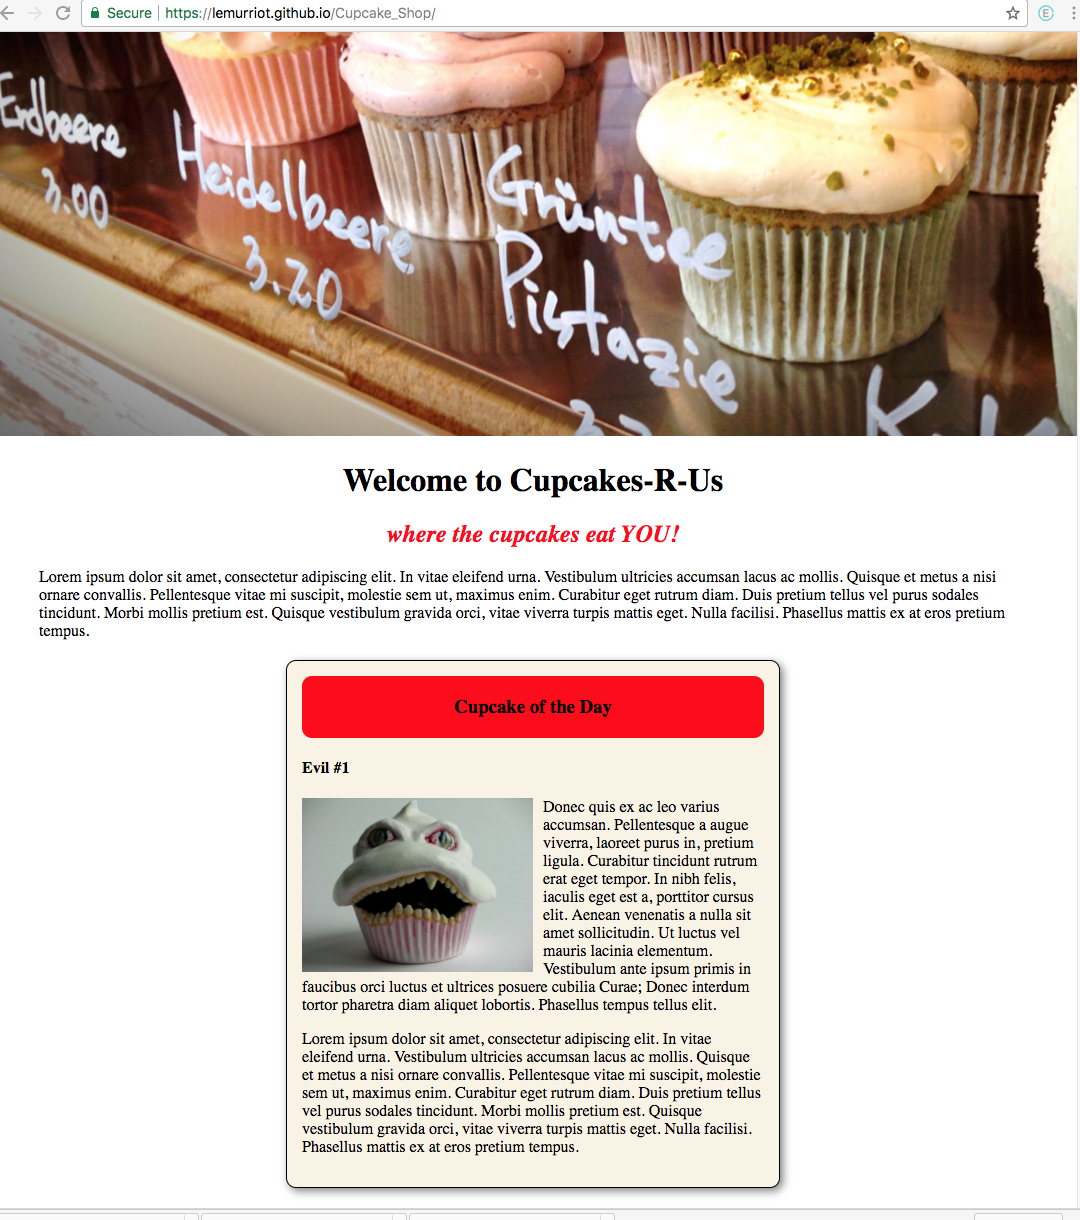 Secure | https://lemurriot.github.io/Cupcake_Shop/
Erdbeere
3.00
Heidelbeere
3.20
Grüntee
Pistazie
Welcome to Cupcakes-R-Us
where the cupcakes eat YOU!
Lorem ipsum dolor sit amet, consectetur adipiscing elit. In vitae eleifend urna. Vestibulum ultricies accumsan lacus ac mollis. Quisque et metus a nisi
ornare convallis. Pellentesque vitae mi suscipit, molestie sem ut, maximus enim. Curabitur eget rutrum diam. Duis pretium tellus vel purus sodales
tincidunt. Morbi mollis pretium est. Quisque vestibulum gravida orci, vitae viverra turpis mattis eget. Nulla facilisi. Phasellus mattis ex at eros pretium
tempus.
Cupcake of the Day
Evil #1
Donec quis ex ac leo varius
accumsan. Pellentesque a augue
viverra, laoreet purus in, pretium
ligula. Curabitur tincidunt rutrum
erat eget tempor. In nibh felis,
iaculis eget est a, porttitor cursus
elit. Aenean venenatis a nulla sit
amet sollicitudin. Ut luctus vel
mauris lacinia elementum.
Vestibulum ante ipsum primis in
faucibus orci luctus et ultrices posuere cubilia Curae; Donec interdum
tortor pharetra diam aliquet lobortis. Phasellus tempus tellus elit.
Lorem ipsum dolor sit amet, consectetur adipiscing elit. In vitae
eleifend urna. Vestibulum ultricies accumsan lacus ac mollis. Quisque
et metus a nisi ornare convallis. Pellentesque vitae mi suscipit, molestie
sem ut, maximus enim. Curabitur eget rutrum diam. Duis pretium tellus
vel purus sodales tincidunt. Morbi mollis pretium est. Quisque
vestibulum gravida orci, vitae viverra turpis mattis eget. Nulla facilisi.
Phasellus mattis ex at eros pretium tempus.